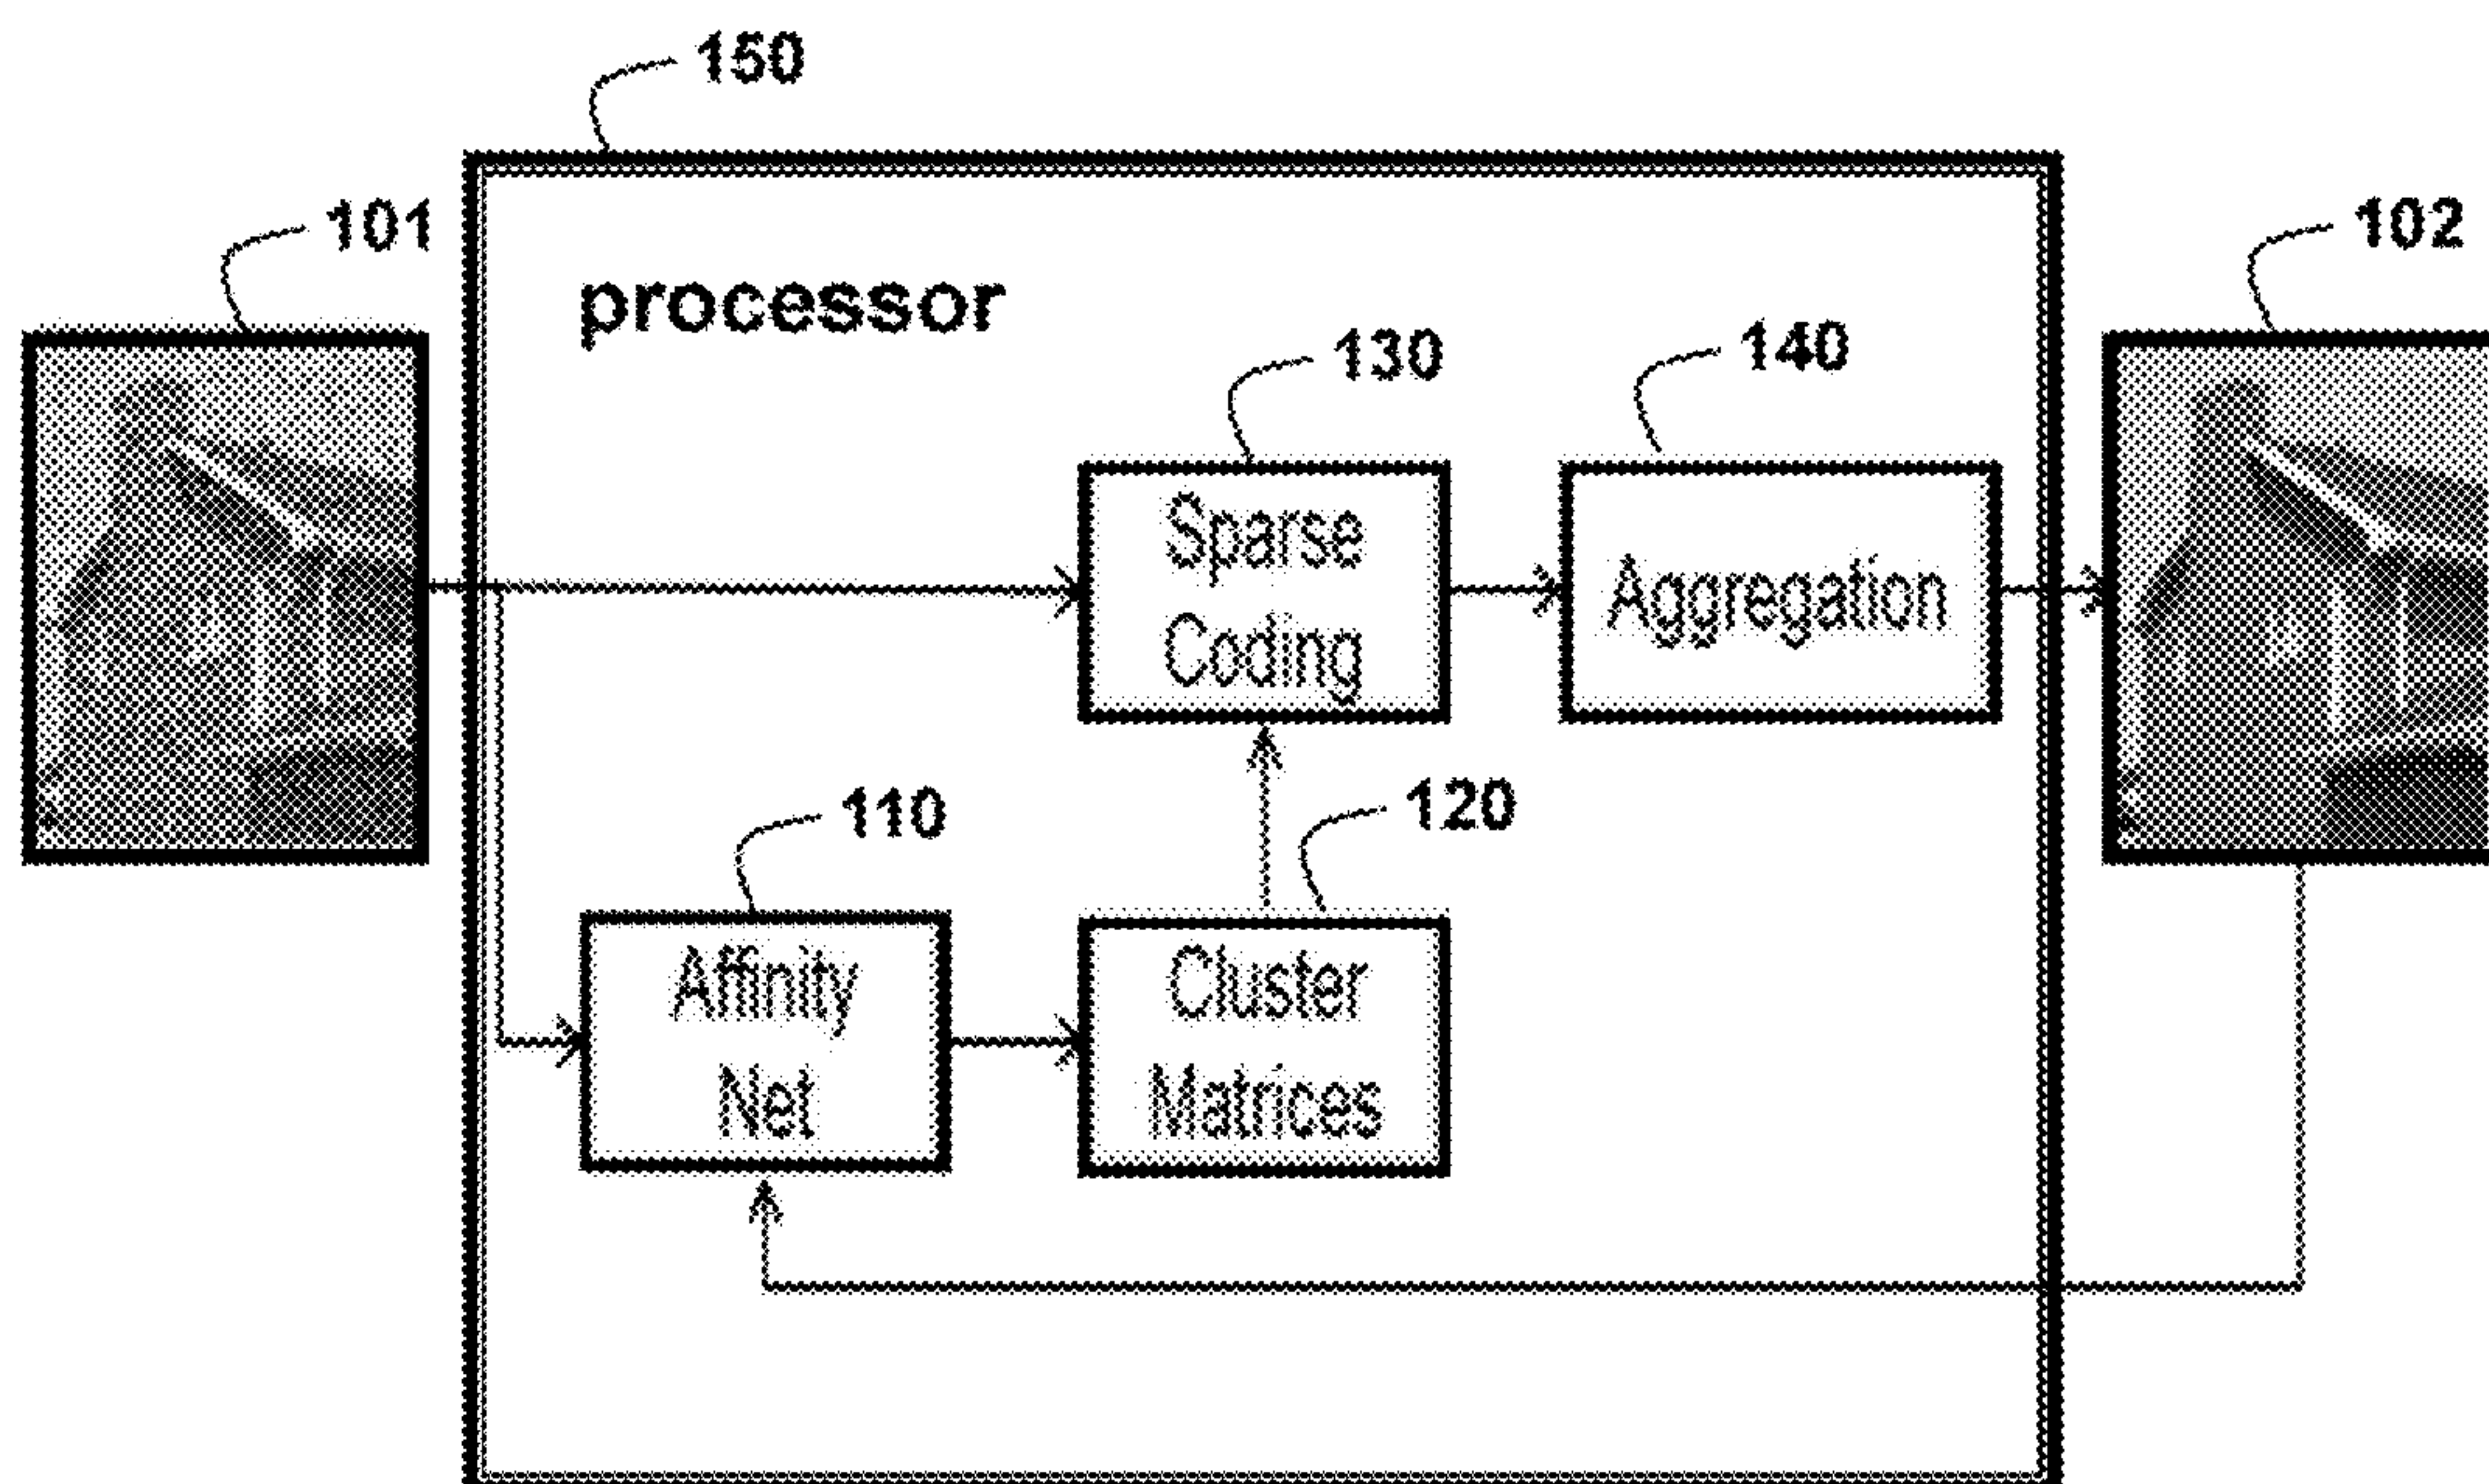 150
101
102
processor
130
140
Sparse
Coding
Aggregation
110
120
Affinity
Net
Cluster
Matrices